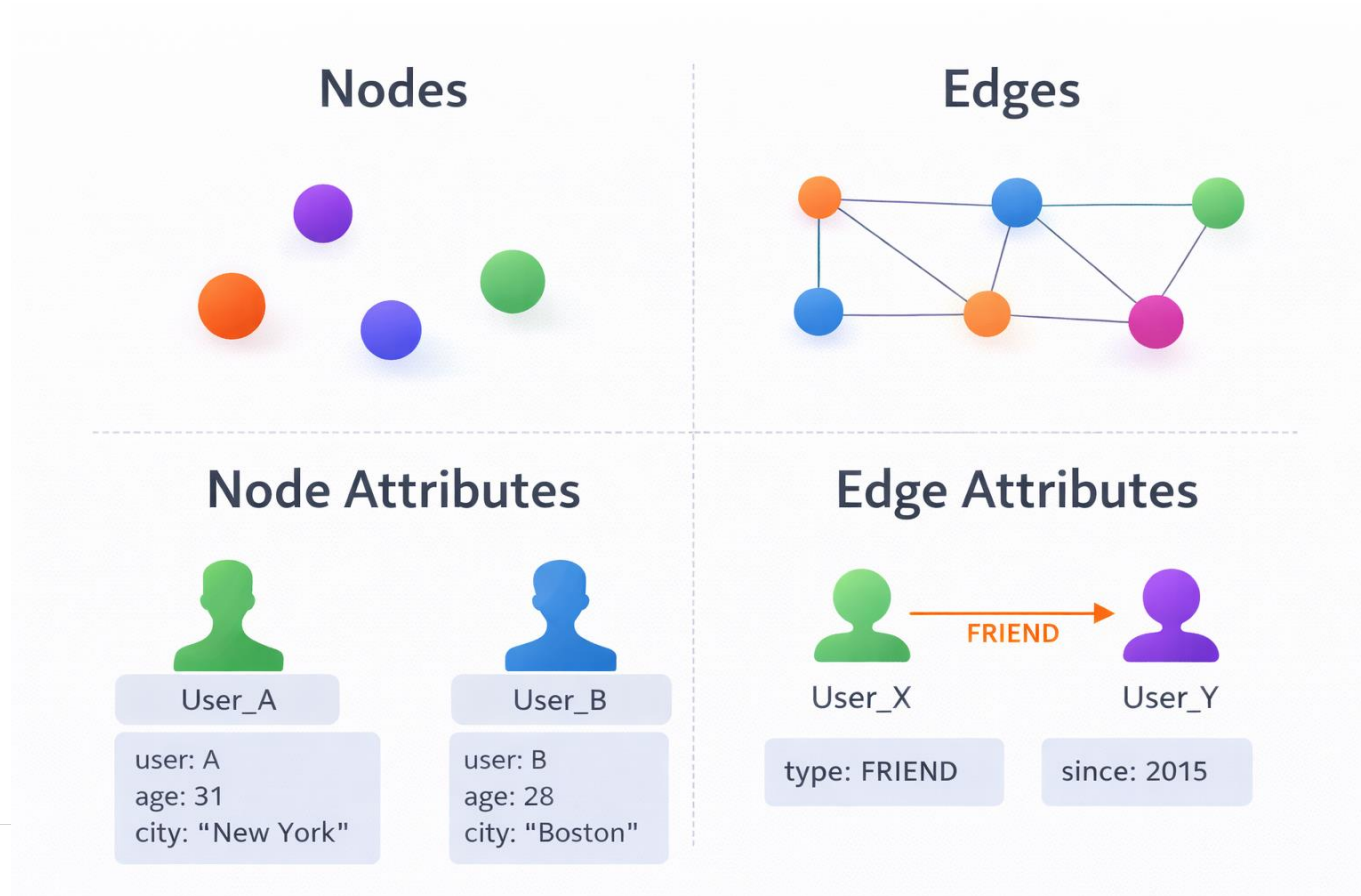 Nodes
Edges
Node Attributes
User_A
User_B
user: A
age: 31
city: “New York”
user: B
age: 28
city: "Boston"
Edge Attributes
FRIEND
User_X
User_Y
type: FRIEND
since: 2015